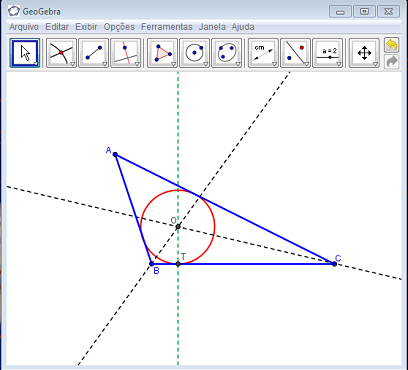 GeoGebra
Arquivo Editar Exibir Opções Ferramentas Janela Ajuda
cm
a = 2
A
O
T
B
C